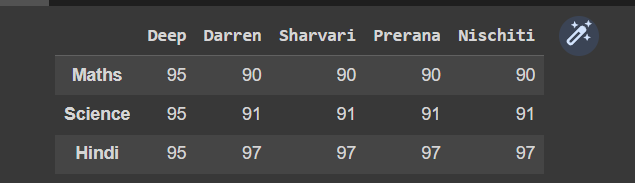 Deep Darren Sharvari Prerana Nischiti
Maths 95 90 90 90 90
Science 95 91 91 91 91
Hindi 95 97 97 97 97